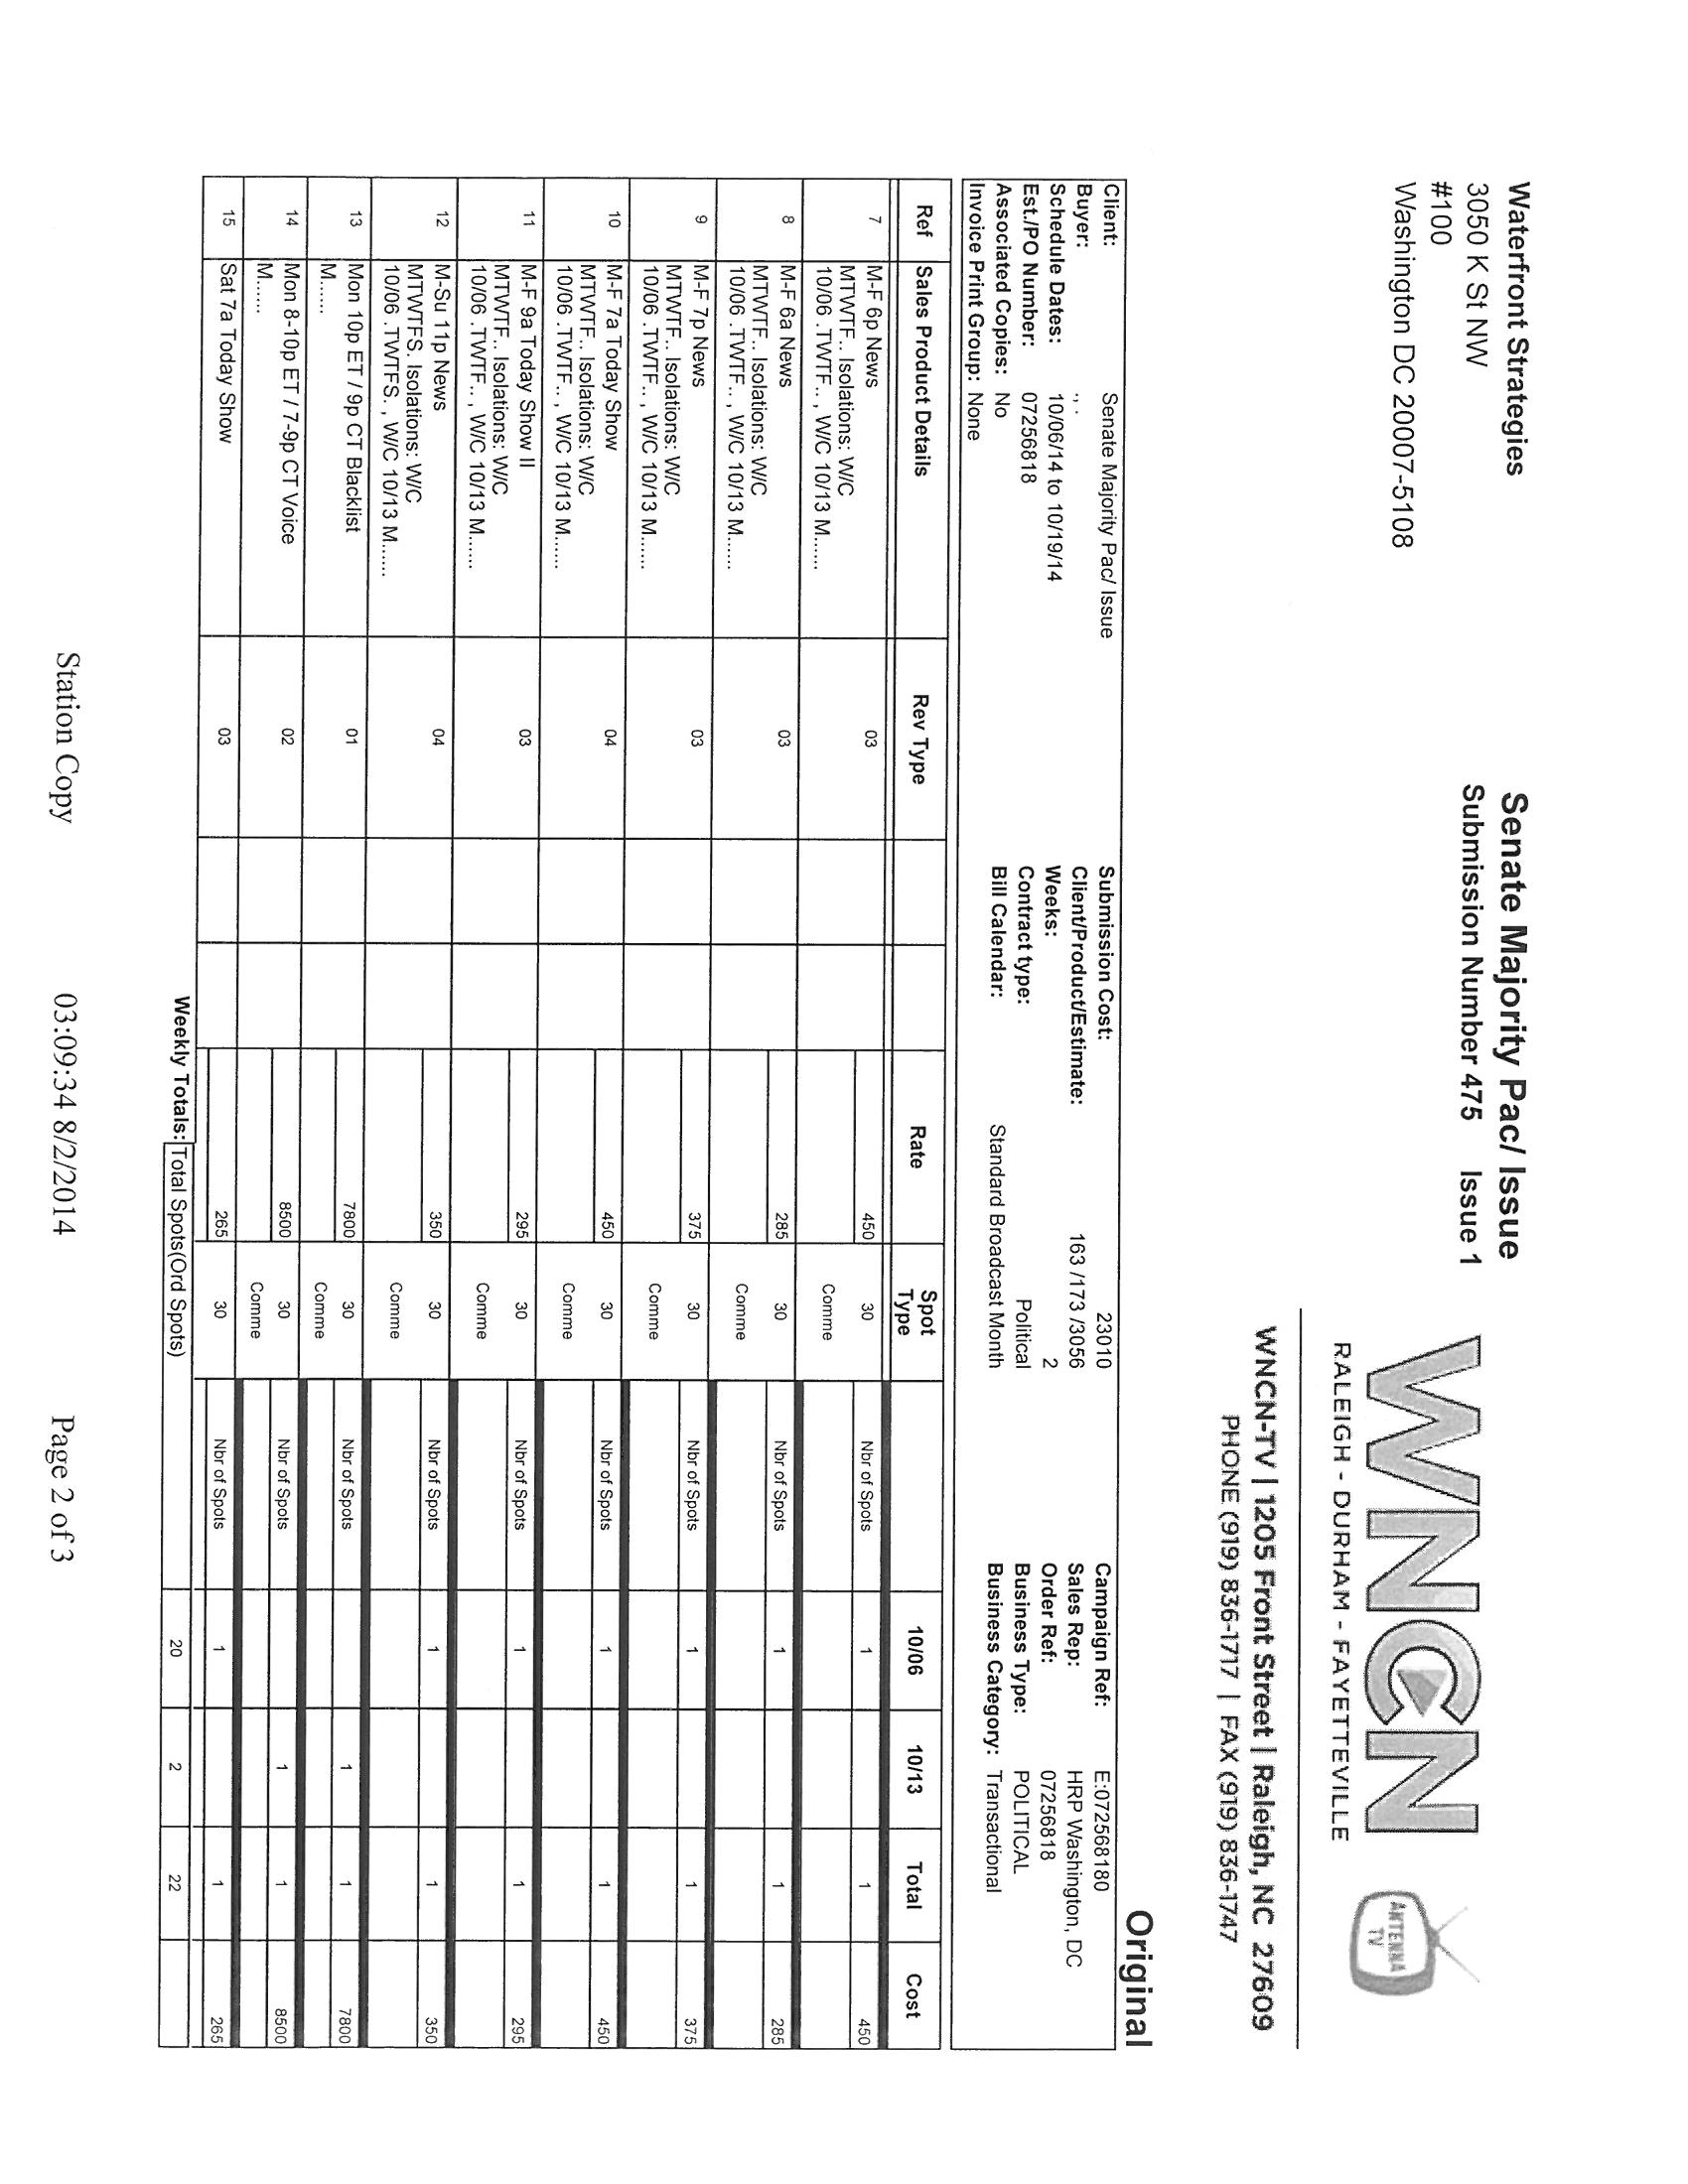 Waterfront Strategies
3050 K St NW
#100
Washington DC 20007-5108
Senate Majority Pac/ Issue
Submission Number 475 Issue 1
WNCN
ANTENNA
TV
RALEIGH - DURHAM - FAYETTEVILLE
WNCN-TV | 1205 Front Street | Raleigh, NC 27609
PHONE (919) 836-1717 | FAX (919) 836-1747
Original
Client: Senate Majority Pac/ Issue Submission Cost: 23010 Campaign Ref: E:072568180
Buyer: ., . Client/Product/Estimate: 163 /173 /3056 Sales Rep: HRP Washington, DC
Schedule Dates: 10/06/14 to 10/19/14 Weeks: 2 Order Ref: 07256818
Est./PO Number: 07256818 Contract type: Political Business Type: POLITICAL
Associated Copies: No Bill Calendar: Standard Broadcast Month Business Category: Transactional
Invoice Print Group: None
Ref Sales Product Details Rev Type Rate Spot Type 10/06 10/13 Total Cost
7 M-F 6p News 03 450 30 Nbr of Spots 1 1 450
MTWTF.. Isolations: W/C Comme
10/06 .TWTF.. , W/C 10/13 M......
8 M-F 6a News 03 285 30 Nbr of Spots 1 1 285
MTWTF.. Isolations: W/C Comme
10/06 .TWTF.. , W/C 10/13 M......
9 M-F 7p News 03 375 30 Nbr of Spots 1 1 375
MTWTF.. Isolations: W/C Comme
10/06 .TWTF.. , W/C 10/13 M......
10 M-F 7a Today Show 04 450 30 Nbr of Spots 1 1 450
MTWTF.. Isolations: W/C Comme
10/06 .TWTF.. , W/C 10/13 M......
11 M-F 9a Today Show II 03 295 30 Nbr of Spots 1 1 295
MTWTF.. Isolations: W/C Comme
10/06 .TWTF.. , W/C 10/13 M......
12 M-Su 11p News 04 350 30 Nbr of Spots 1 1 350
MTWTFS. Isolations: W/C Comme
10/06 .TWTFS. , W/C 10/13 M......
13 Mon 10p ET / 9p CT Blacklist 01 7800 30 Nbr of Spots 1 1 7800
M...... Comme
14 Mon 8-10p ET / 7-9p CT Voice 02 8500 30 Nbr of Spots 1 1 8500
M...... Comme
15 Sat 7a Today Show 03 265 30 Nbr of Spots 1 1 265
Weekly Totals: Total Spots(Ord Spots) 20 2 22
Station Copy 03:09:34 8/2/2014 Page 2 of 3